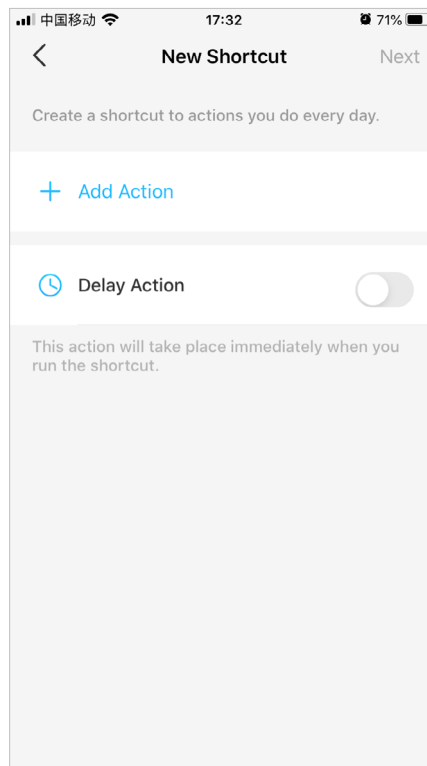 中国移动 17:32 71%
New Shortcut Next
Create a shortcut to actions you do every day.
Add Action
Delay Action
This action will take place immediately when you
run the shortcut.